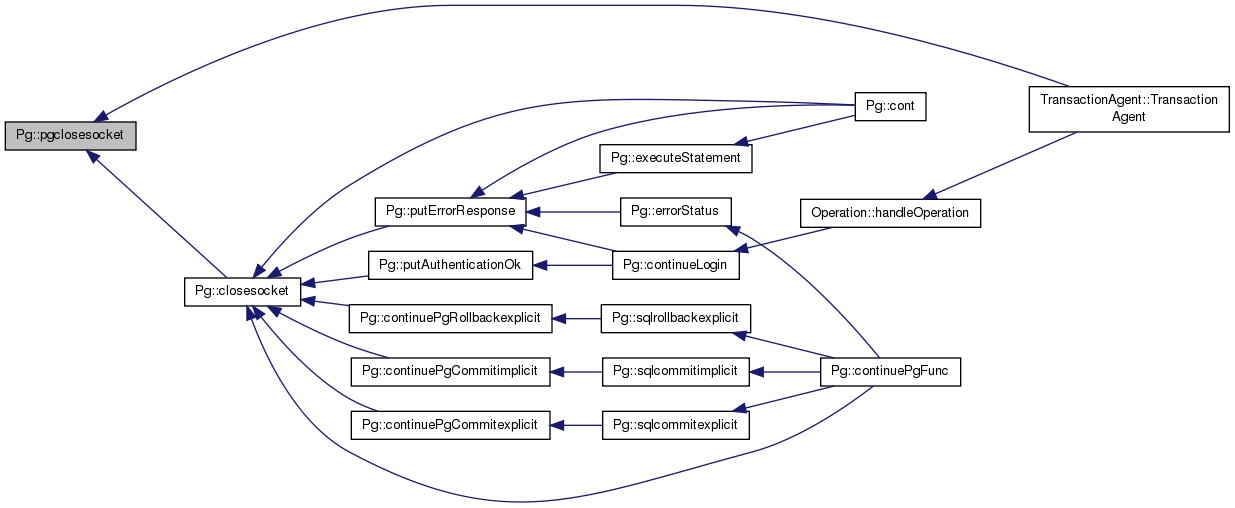 Pg::pgclosesocket
TransactionAgent::Transaction
Agent
Pg::cont
Pg::executeStatement
Pg::putErrorResponse
Pg::errorStatus
Operation::handleOperation
Pg::putAuthenticationOk
Pg::continueLogin
Pg::closesocket
Pg::continuePgRollbackexplicit
Pg::sqlrollbackexplicit
Pg::continuePgCommitimplicit
Pg::sqlcommitimplicit
Pg::continuePgFunc
Pg::continuePgCommitexplicit
Pg::sqlcommitexplicit